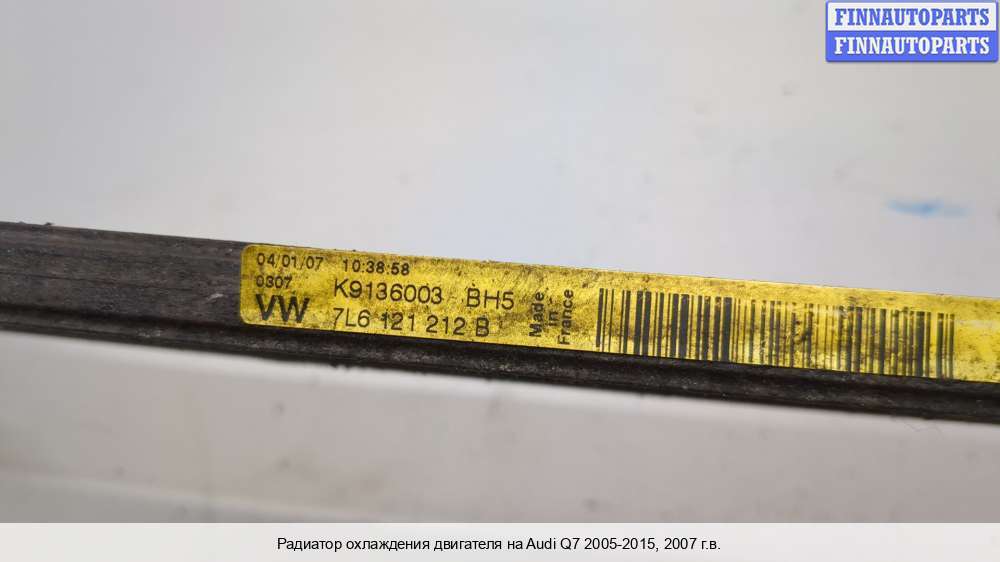 FINNAUTOPARTS
FINNAUTOPARTS
04/01/07 10:38:58
0307 K9136003 BH5
VW 7L6 121 212 B
Made
-in-
France
Радиатор охлаждения двигателя на Audi Q7 2005-2015, 2007 г.в.